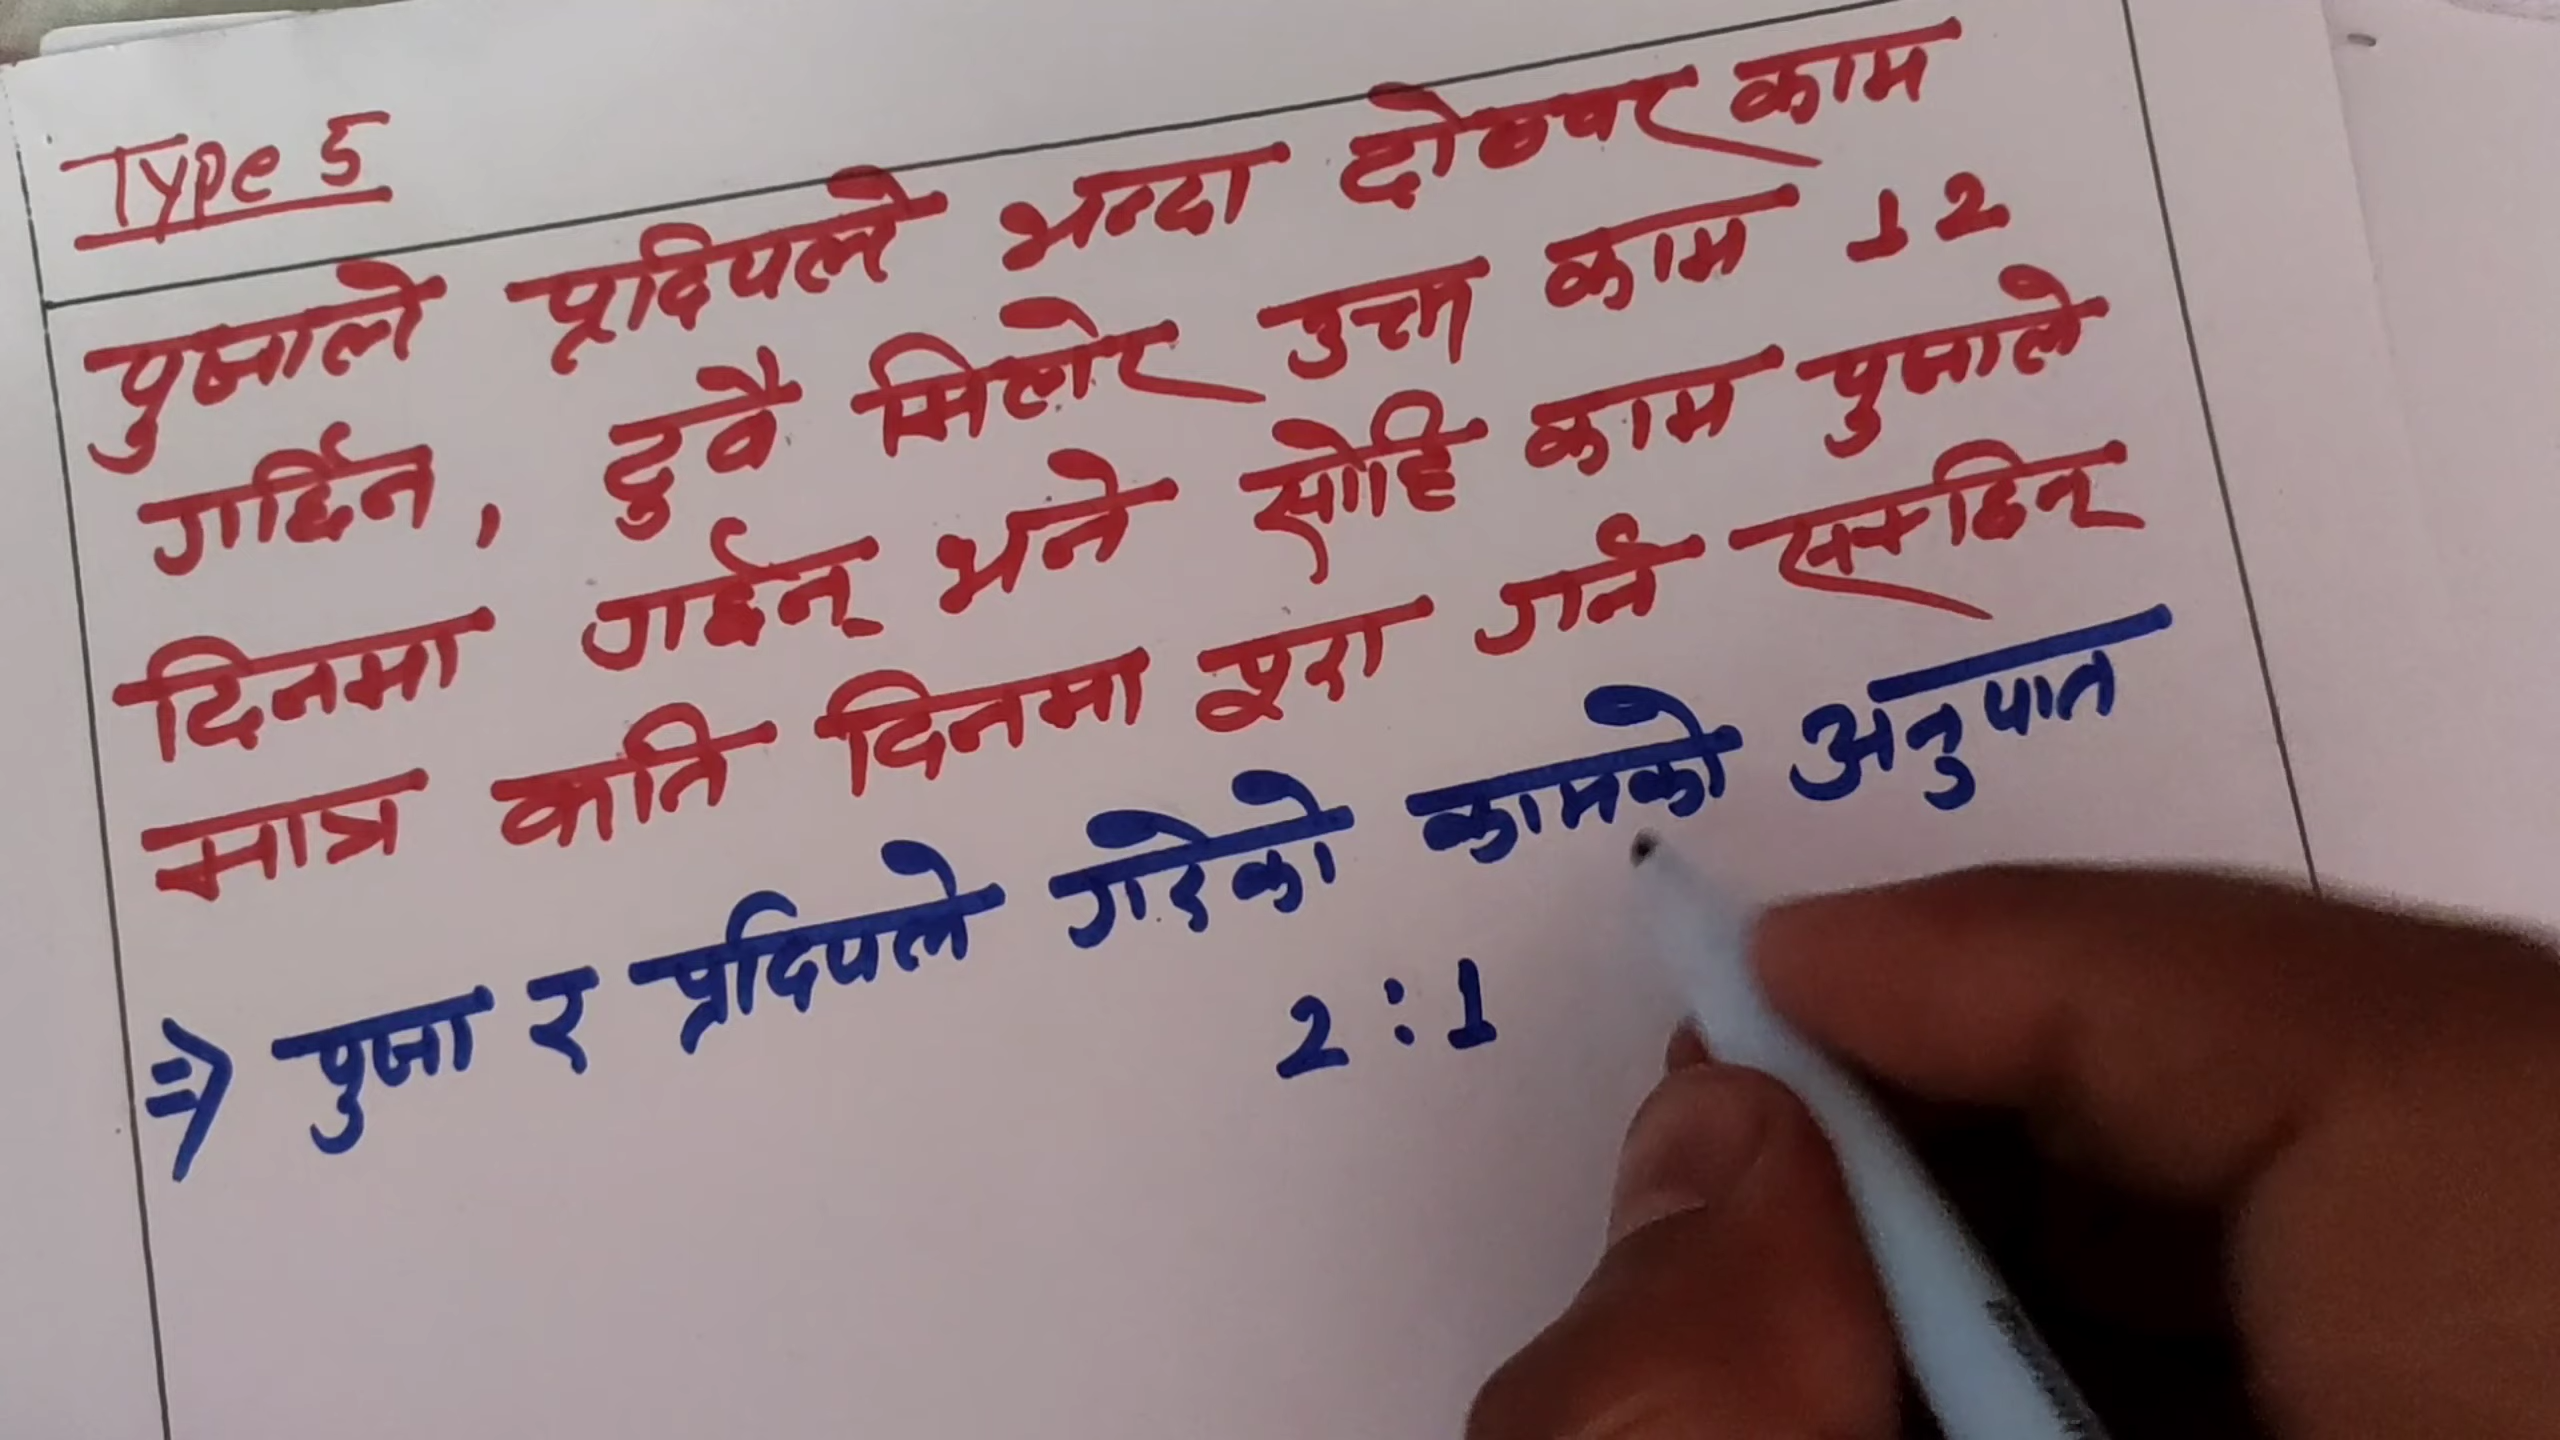 Type 5
पुजाले प्रदिपले भन्दा दोब्बर काम
गर्छिन, दुवै मिलेर उक्त काम 12
दिनमा गर्छन् भने सोहि काम पुजाले
मात्र कति दिनमा पूरा गर्न सक्छिन्
⇒ पुजा र प्रदिपले गरेको कामको अनुपात
2 : 1